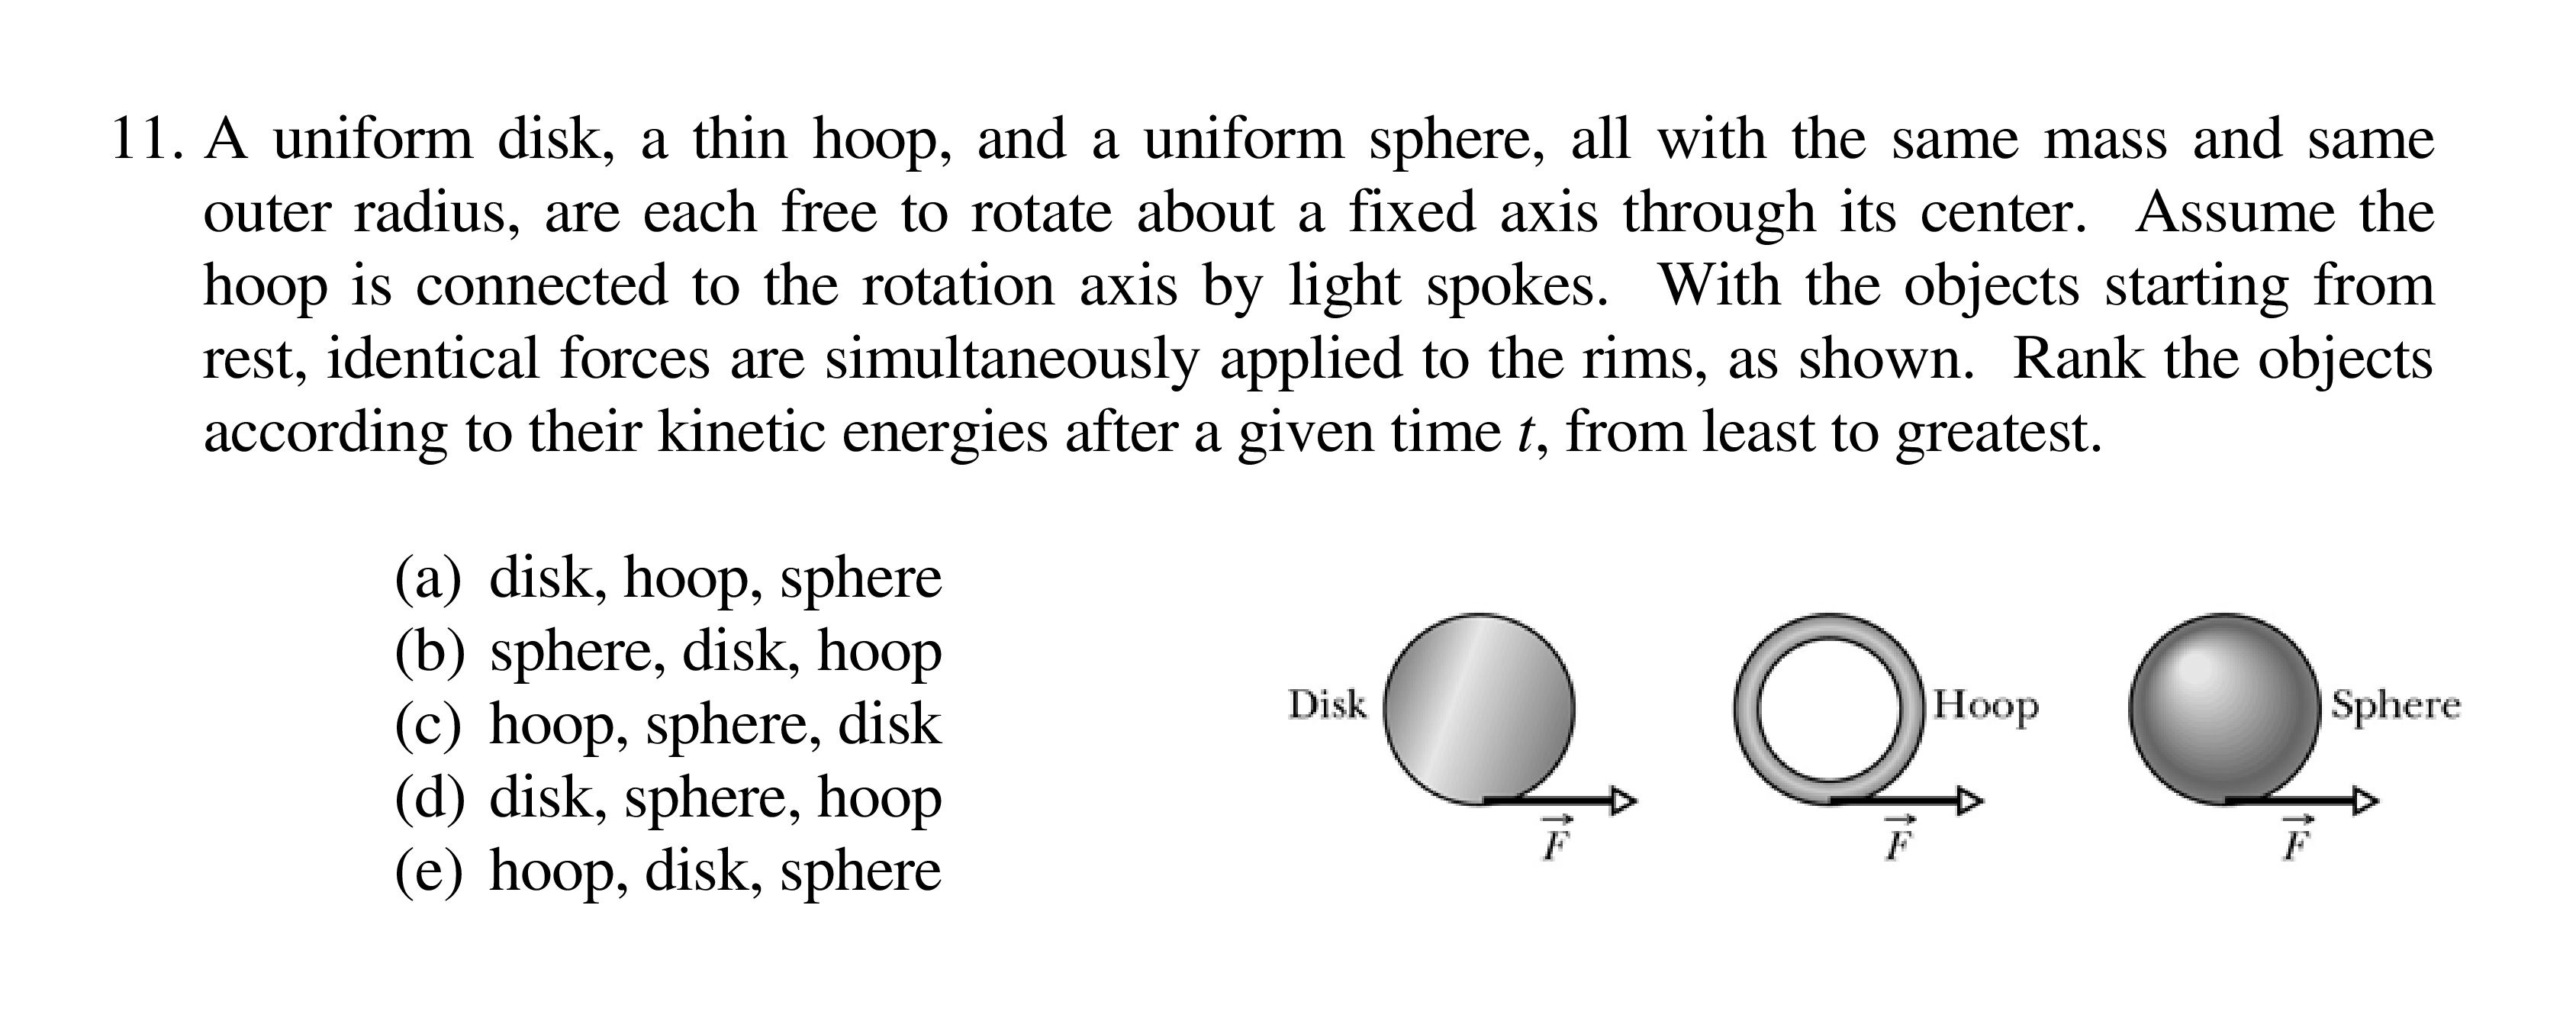 11. A uniform disk, a thin hoop, and a uniform sphere, all with the same mass and same
outer radius, are each free to rotate about a fixed axis through its center. Assume the
hoop is connected to the rotation axis by light spokes. With the objects starting from
rest, identical forces are simultaneously applied to the rims, as shown. Rank the objects
according to their kinetic energies after a given time t, from least to greatest.
(a) disk, hoop, sphere
(b) sphere, disk, hoop
(c) hoop, sphere, disk
(d) disk, sphere, hoop
(e) hoop, disk, sphere
Disk
Hoop
Sphere
F⃗
F⃗
F⃗